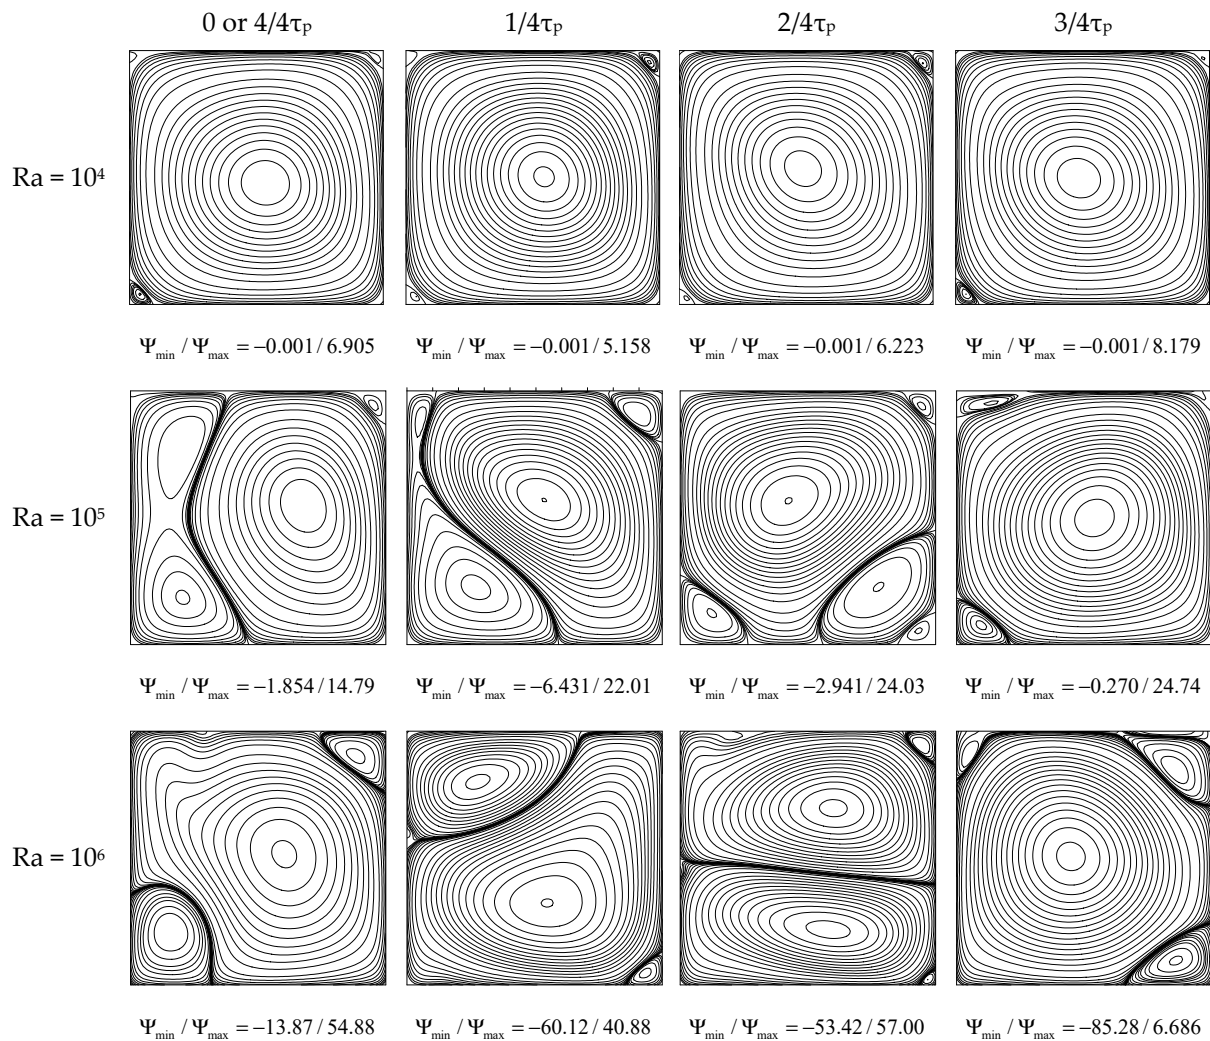 0 or 4/4τp 1/4τp 2/4τp 3/4τp
Ra = 10⁴
Ψmin / Ψmax = −0.001 / 6.905 Ψmin / Ψmax = −0.001 / 5.158 Ψmin / Ψmax = −0.001 / 6.223 Ψmin / Ψmax = −0.001 / 8.179
Ra = 10⁵
Ψmin / Ψmax = −1.854 / 14.79 Ψmin / Ψmax = −6.431 / 22.01 Ψmin / Ψmax = −2.941 / 24.03 Ψmin / Ψmax = −0.270 / 24.74
Ra = 10⁶
Ψmin / Ψmax = −13.87 / 54.88 Ψmin / Ψmax = −60.12 / 40.88 Ψmin / Ψmax = −53.42 / 57.00 Ψmin / Ψmax = −85.28 / 6.686